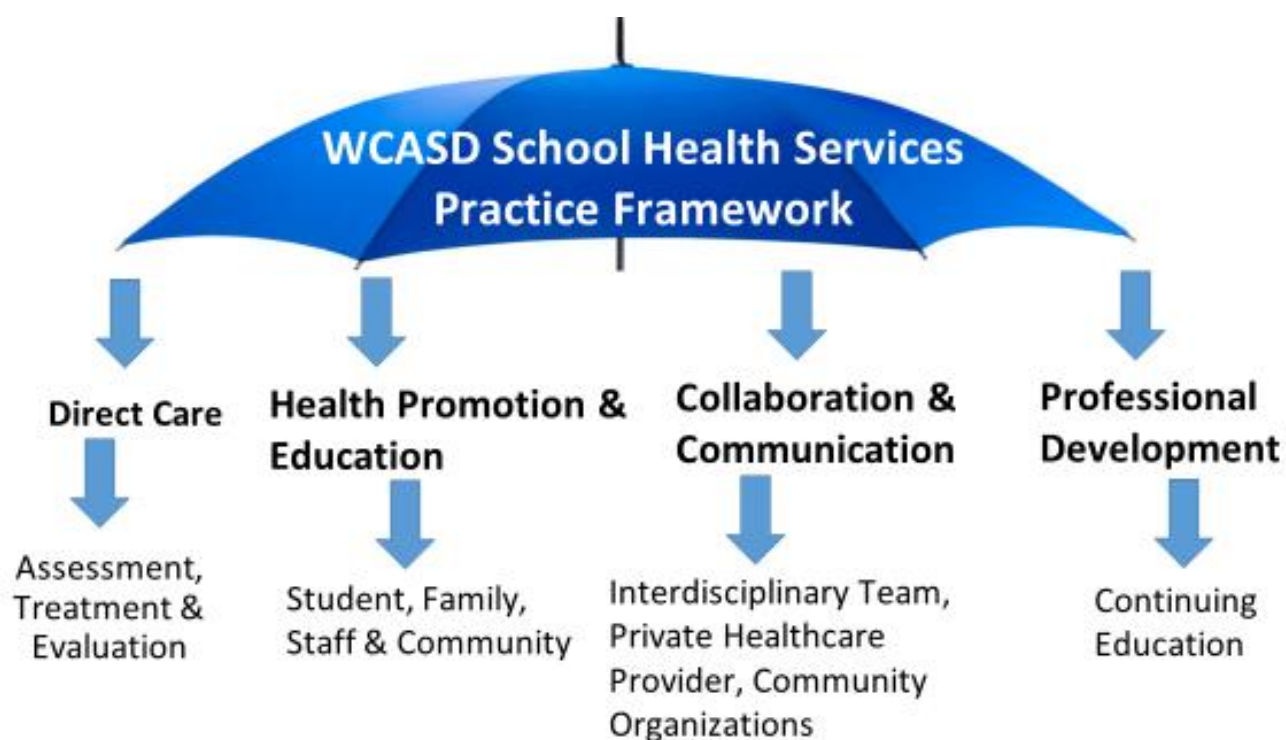 WCASD School Health Services
Practice Framework
Direct Care
Assessment,
Treatment &
Evaluation
Health Promotion &
Education
Student, Family,
Staff & Community
Collaboration &
Communication
Interdisciplinary Team,
Private Healthcare
Provider, Community
Organizations
Professional
Development
Continuing
Education